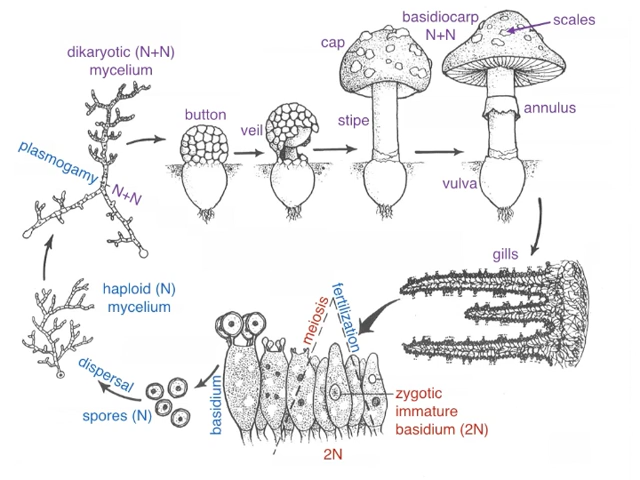 basidiocarp
N+N
scales
cap
dikaryotic (N+N)
mycelium
button
veil
stipe
annulus
plasmogamy
N+N
vulva
gills
haploid (N)
mycelium
meiosis
fertilization
dispersal
spores (N)
basidium
zygotic
immature
basidium (2N)
2N